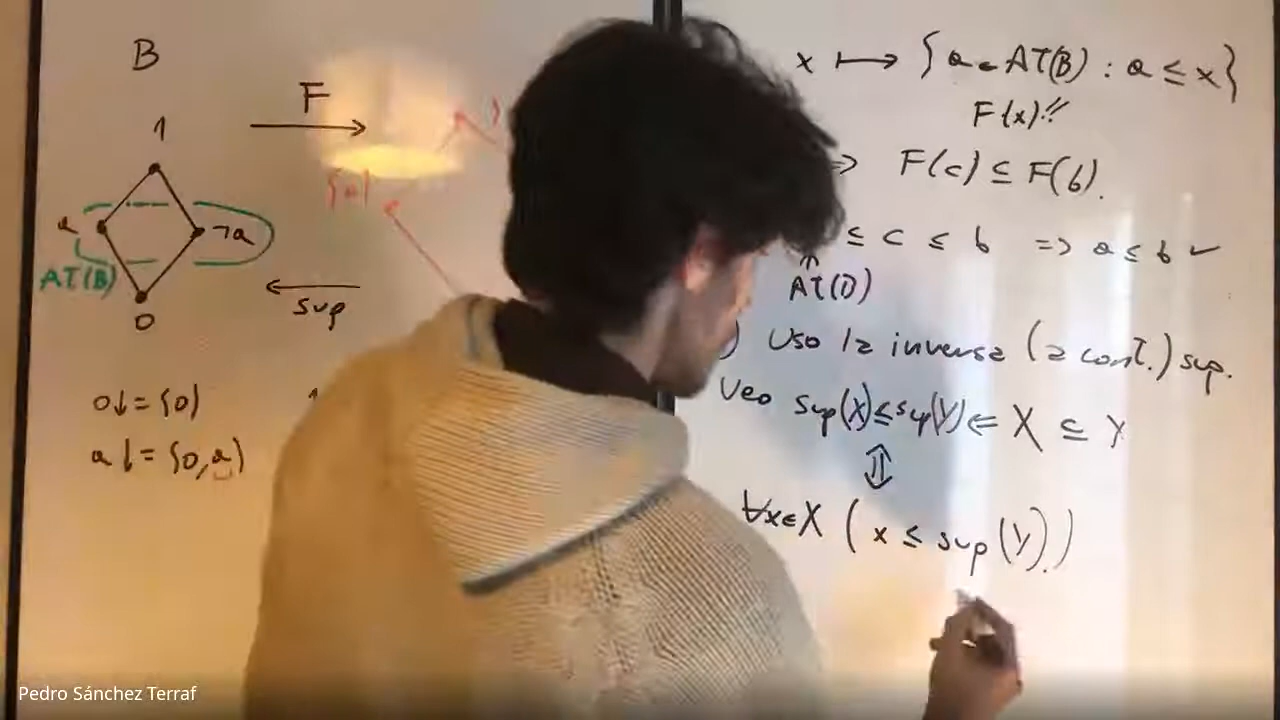 B
1
F
a
¬a
AT(B)
0
sup
0↓={0}
a↓={0,a}
{a}
x ⟼ {a∈AT(B) : a ≤ x}
F(x)!!
⇒ F(c) ⊆ F(b).
≤ c ≤ b ⇒ a ≤ b ✓
) Uso la inversa (a cont.) sup.
Veo sup(X)≤sup(Y) ⇐ X ⊆ Y
⇕
∀x∈X (x ≤ sup(Y).)
Pedro Sánchez Terraf